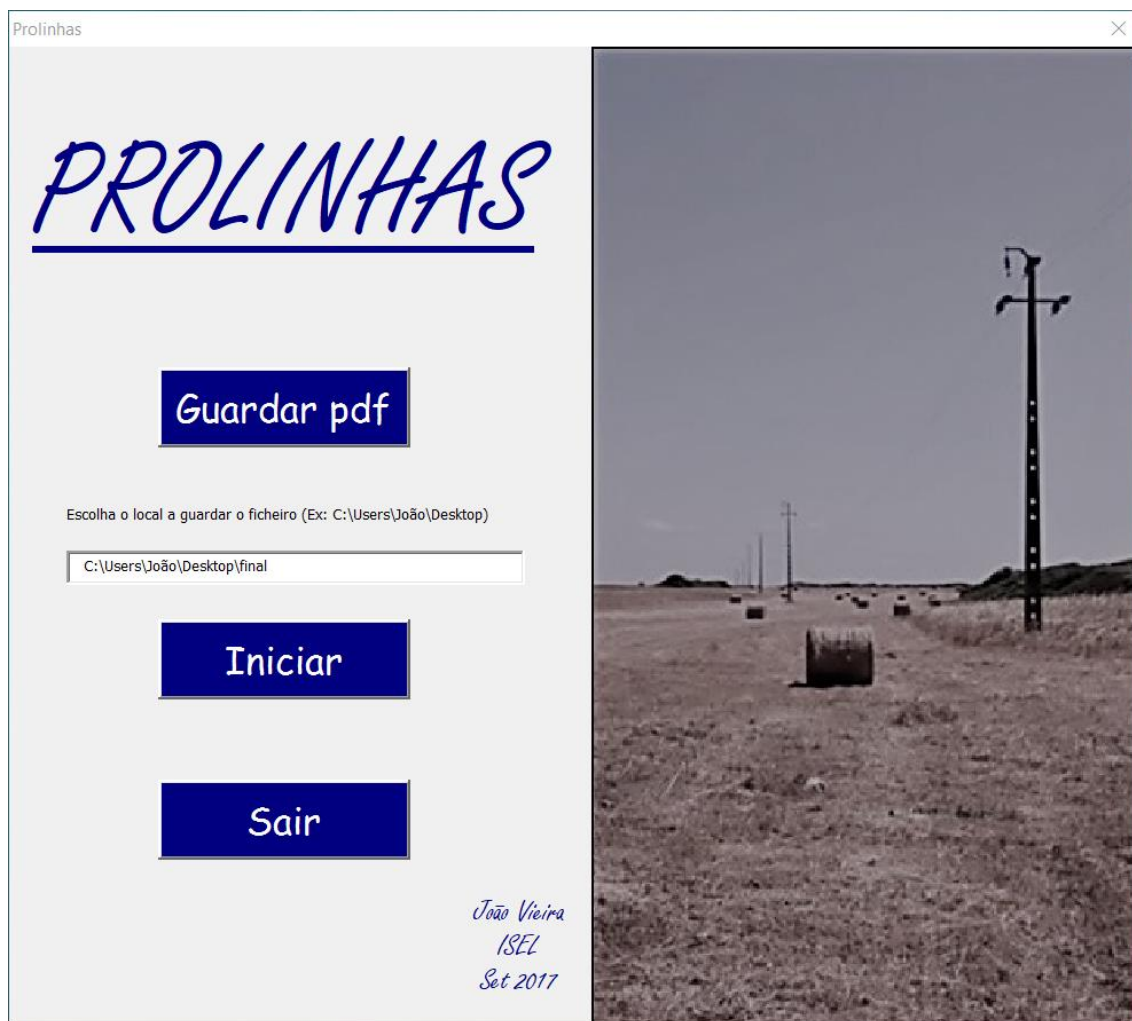 Prolinhas
PROLINHAS
Guardar pdf
Escolha o local a guardar o ficheiro (Ex: C:\Users\João\Desktop)
C:\Users\João\Desktop\final
Iniciar
Sair
João Vieira
ISEL
Set 2017